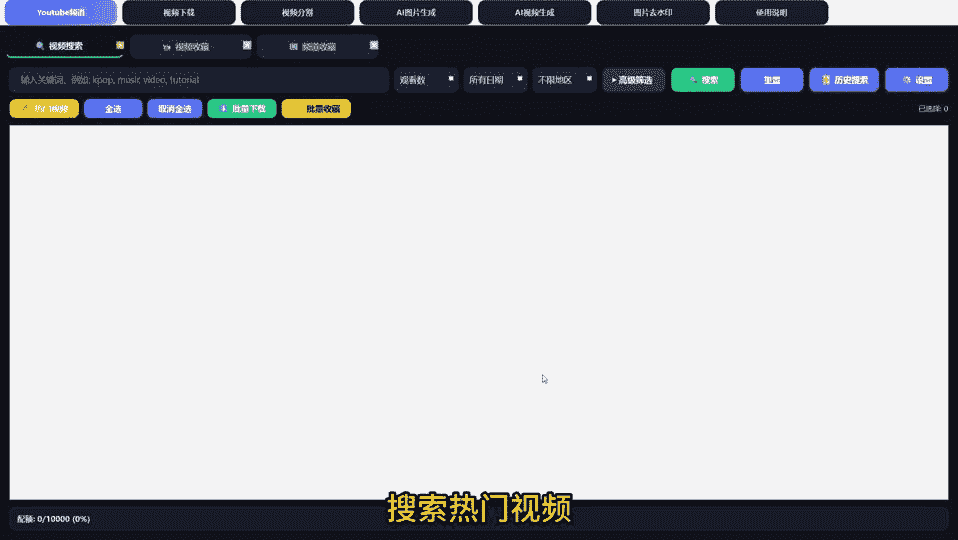 Youtube频道 视频下载 视频分割 AI图片生成 AI视频生成 图片去水印 使用说明
视频搜索 视频收藏 频道收藏
输入关键词，例如: kpop, music video, tutorial 观看数 所有日期 不限地区 ▸高级筛选 搜索 重置 历史搜索 设置
热门视频 全选 取消全选 批量下载 批量收藏 已选择: 0
搜索热门视频
配额: 0/10000 (0%)